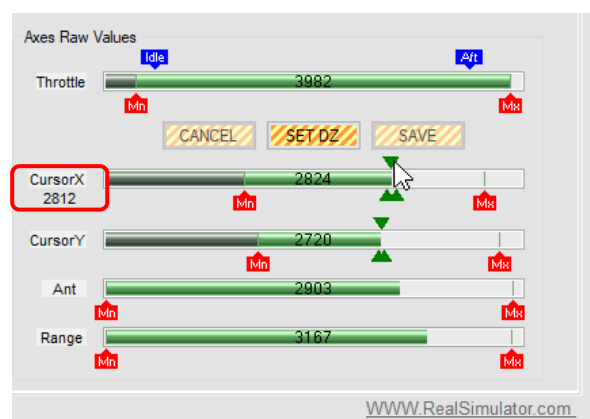 Axes Raw Values
Idle Aft
Throttle 3982
Mn Mx
CANCEL SET DZ SAVE
CursorX 2824
2812
Mn Mx
CursorY 2720
Mn Mx
Ant 2903
Mn Mx
Range 3167
Mn Mx
WWW.RealSimulator.com